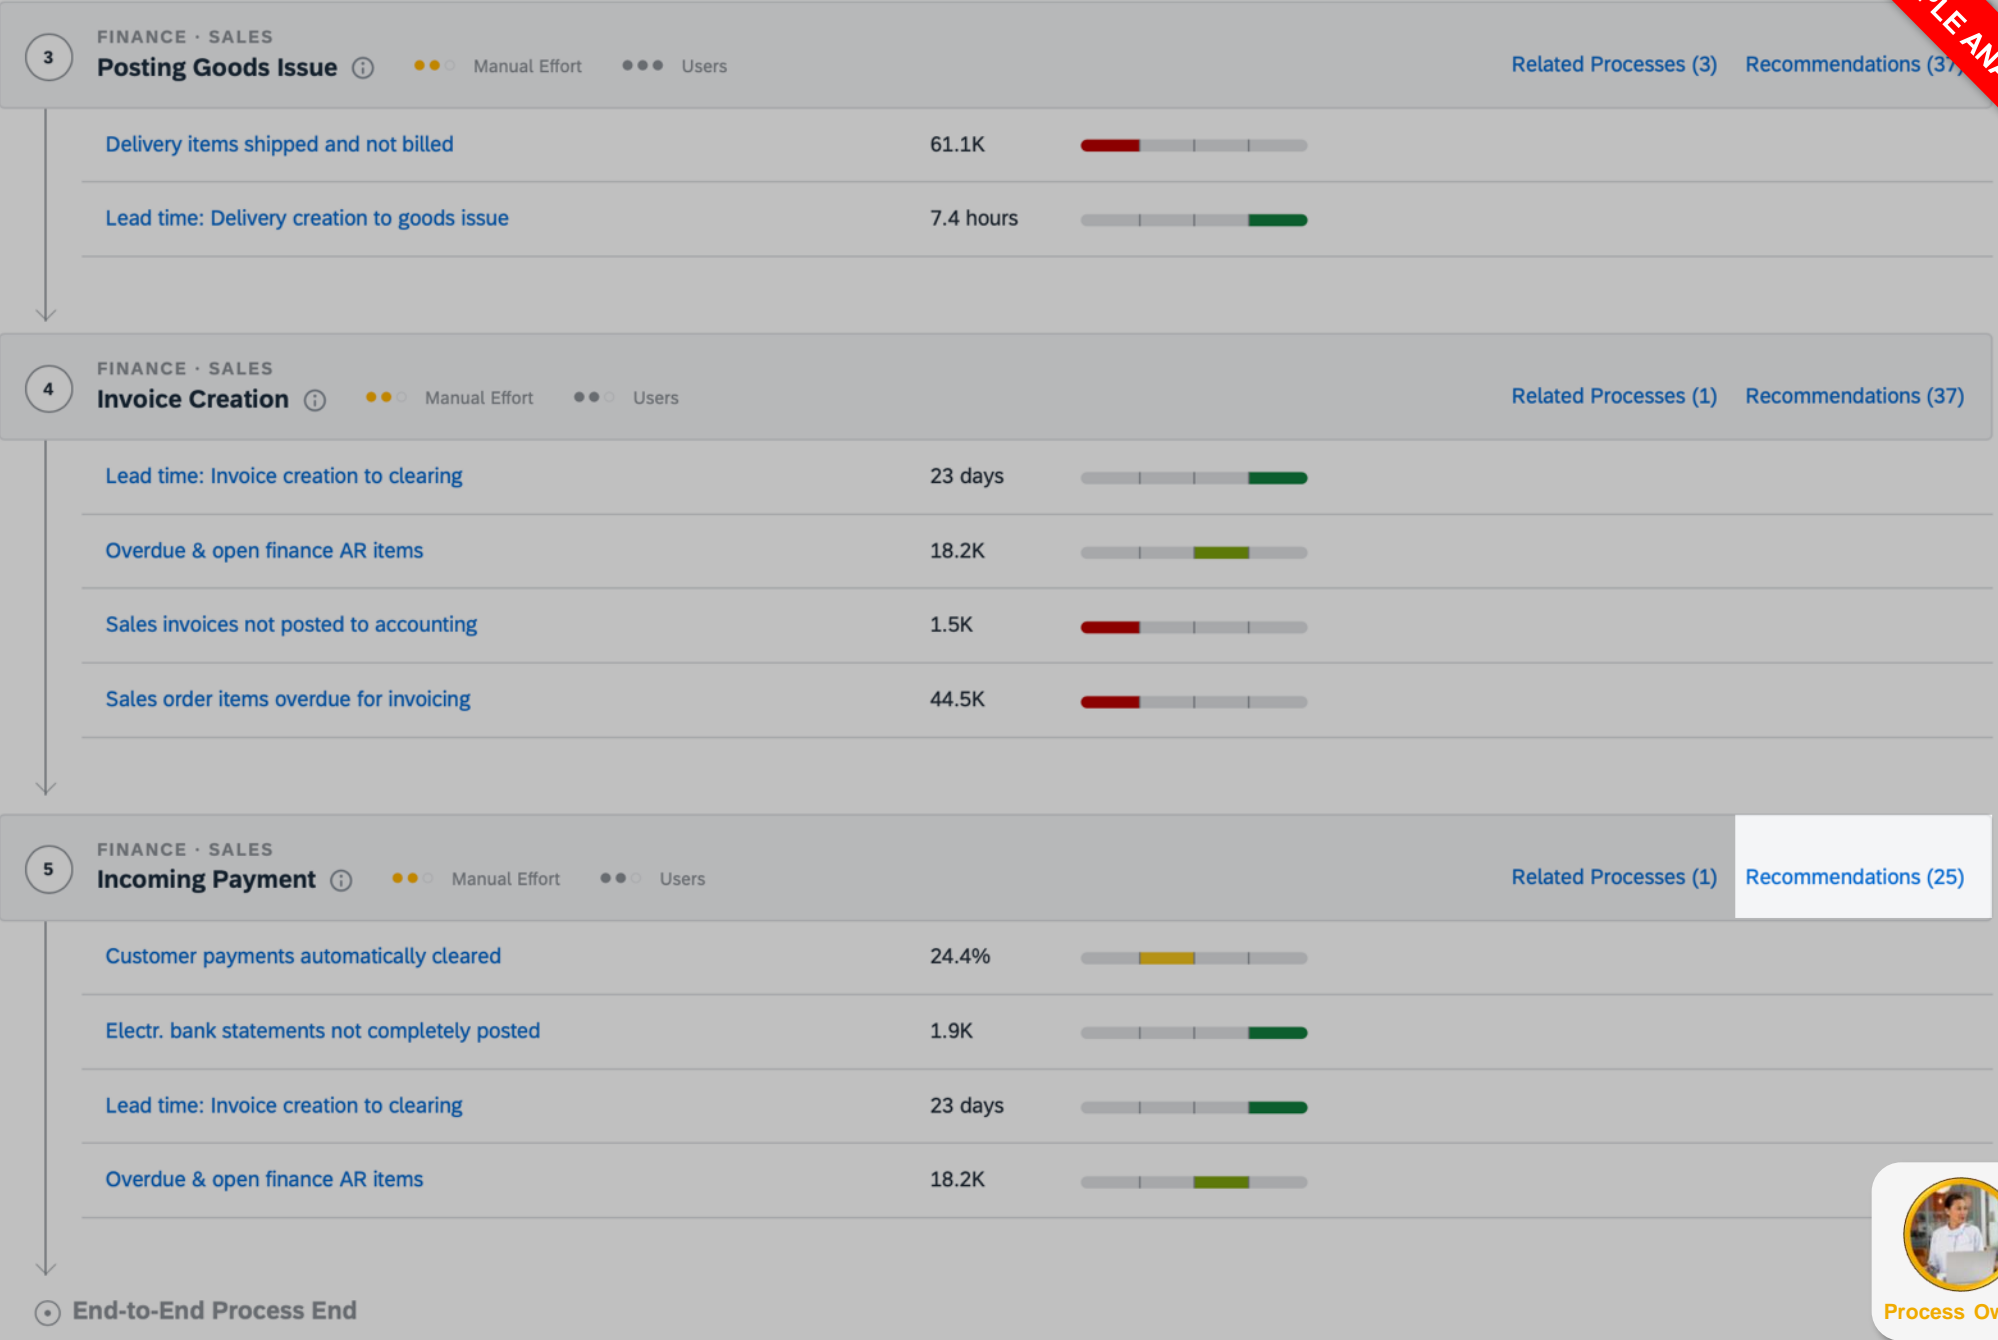 PLE ANA
FINANCE · SALES
3
Posting Goods Issue
Manual Effort
Users
Related Processes (3)
Recommendations (37)
Delivery items shipped and not billed
61.1K
Lead time: Delivery creation to goods issue
7.4 hours
FINANCE · SALES
4
Invoice Creation
Manual Effort
Users
Related Processes (1)
Recommendations (37)
Lead time: Invoice creation to clearing
23 days
Overdue & open finance AR items
18.2K
Sales invoices not posted to accounting
1.5K
Sales order items overdue for invoicing
44.5K
FINANCE · SALES
5
Incoming Payment
Manual Effort
Users
Related Processes (1)
Recommendations (25)
Customer payments automatically cleared
24.4%
Electr. bank statements not completely posted
1.9K
Lead time: Invoice creation to clearing
23 days
Overdue & open finance AR items
18.2K
End-to-End Process End
Process Ow